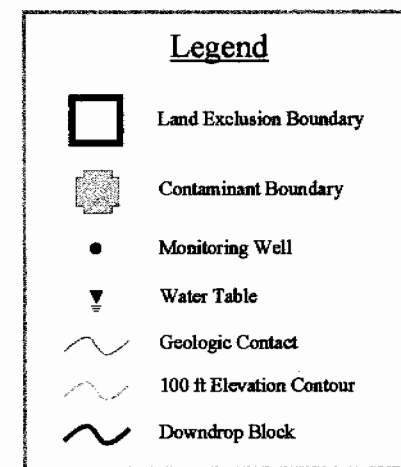 Legend
Land Exclusion Boundary
Contaminant Boundary
Monitoring Well
Water Table
Geologic Contact
100 ft Elevation Contour
Downdrop Block